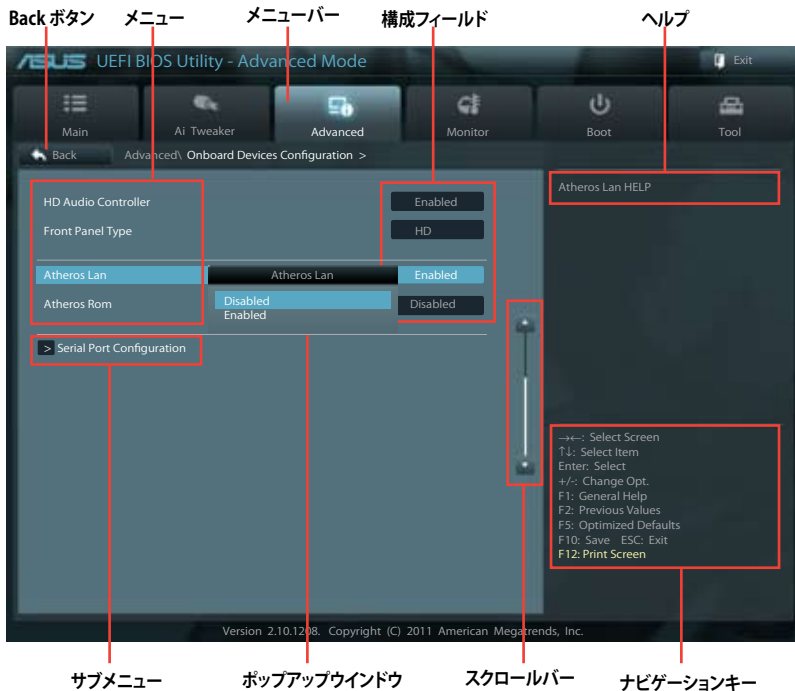 Back ボタン メニュー メニューバー 構成フィールド ヘルプ
ASUS UEFI BIOS Utility - Advanced Mode Exit
Main Ai Tweaker Advanced Monitor Boot Tool
Back Advanced\ Onboard Devices Configuration >
Atheros Lan HELP
HD Audio Controller Enabled
Front Panel Type HD
Atheros Lan Atheros Lan Enabled
Atheros Rom Disabled Disabled
Enabled
> Serial Port Configuration
→←: Select Screen
↑↓: Select Item
Enter: Select
+/-: Change Opt.
F1: General Help
F2: Previous Values
F5: Optimized Defaults
F10: Save ESC: Exit
F12: Print Screen
Version 2.10.1208. Copyright (C) 2011 American Megatrends, Inc.
サブメニュー ポップアップウインドウ スクロールバー ナビゲーションキー